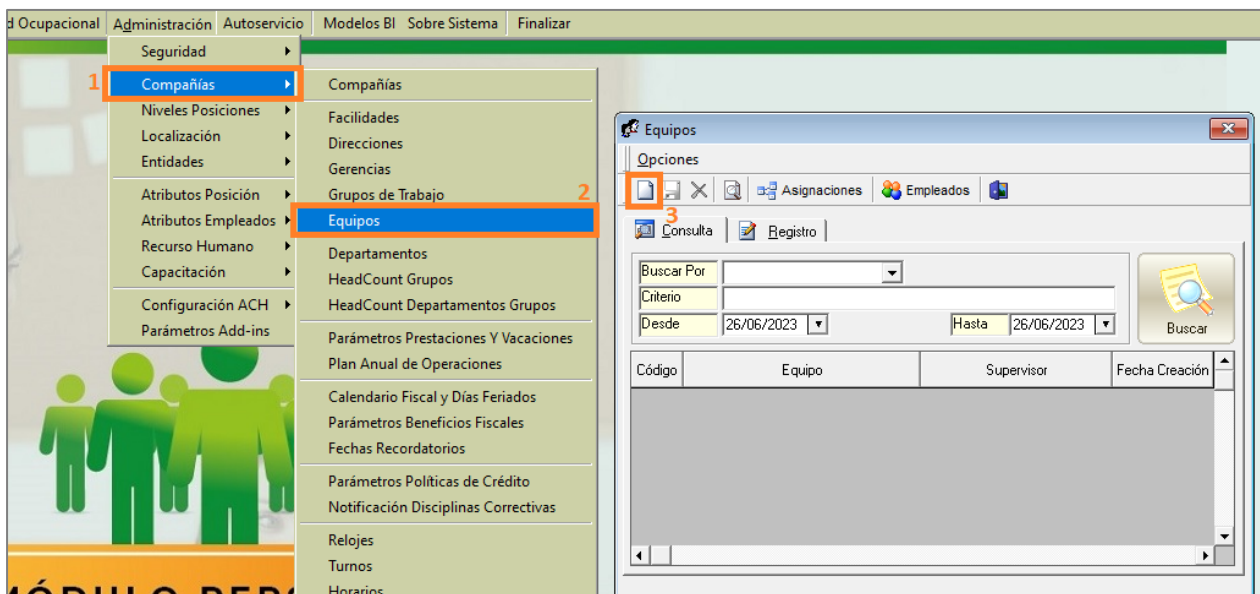 d Ocupacional Administración Autoservicio Modelos BI Sobre Sistema Finalizar
Seguridad
1 Compañías
Niveles Posiciones
Localización
Entidades
Atributos Posición
Atributos Empleados
Recurso Humano
Capacitación
Configuración ACH
Parámetros Add-ins
Compañías
Facilidades
Direcciones
Gerencias
Grupos de Trabajo
2
Equipos
Departamentos
HeadCount Grupos
HeadCount Departamentos Grupos
Parámetros Prestaciones Y Vacaciones
Plan Anual de Operaciones
Calendario Fiscal y Días Feriados
Parámetros Beneficios Fiscales
Fechas Recordatorios
Parámetros Políticas de Crédito
Notificación Disciplinas Correctivas
Relojes
Turnos
Horarios
Equipos
Opciones
Asignaciones Empleados
3
Consulta Registro
Buscar Por
Criterio
Desde 26/06/2023 Hasta 26/06/2023
Buscar
Código Equipo Supervisor Fecha Creación